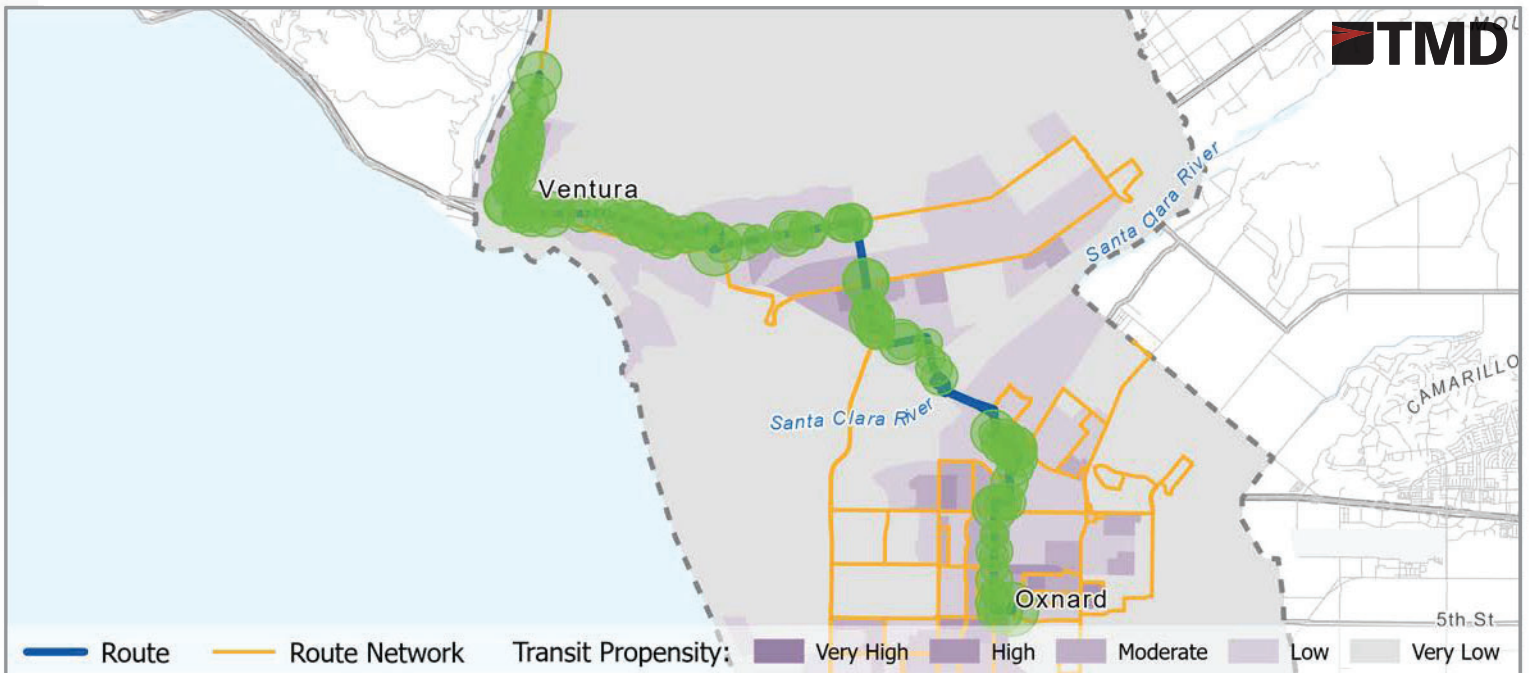 MOU
TMD
Ventura
Santa Clara River
Santa Clara River
CAMARILLO
Oxnard
5th St
Route
Route Network
Transit Propensity:
Very High
High
Moderate
Low
Very Low